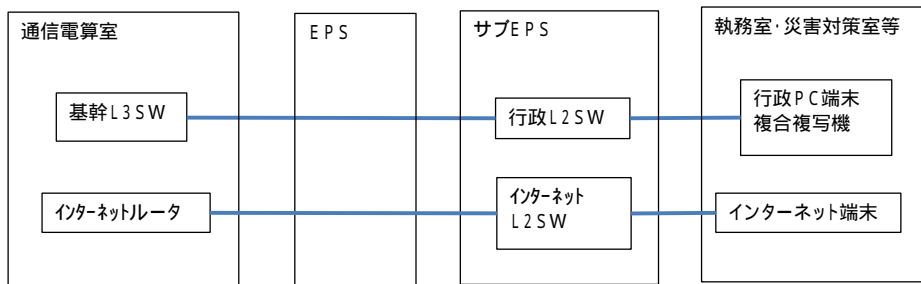 通信電算室
EPS
サブEPS
執務室・災害対策室等
基幹L3SW
行政L2SW
行政PC端末
複合複写機
インターネットルータ
インターネット
L2SW
インターネット端末